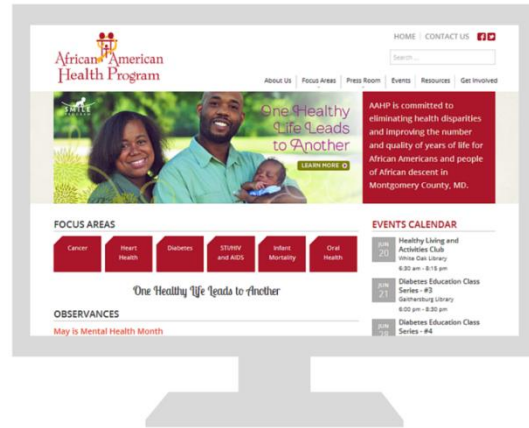 HOME | CONTACT US
African American
Health Program
Search...
About Us | Focus Areas | Press Room | Events | Resources | Get Involved
SMILE
PROGRAM
One Healthy
Life Leads
to Another
LEARN MORE
AAHP is committed to
eliminating health disparities
and improving the number
and quality of years of life for
African Americans and people
of African descent in
Montgomery County, MD.
FOCUS AREAS
Cancer
Heart
Health
Diabetes
STI/HIV
and AIDS
Infant
Mortality
Oral
Health
One Healthy Life Leads to Another
OBSERVANCES
May is Mental Health Month
EVENTS CALENDAR
JUN
20
Healthy Living and
Activities Club
White Oak Library
6:30 am - 8:15 pm
JUN
21
Diabetes Education Class
Series - #3
Gaithersburg Library
6:00 pm - 8:30 pm
JUN
28
Diabetes Education Class
Series - #4